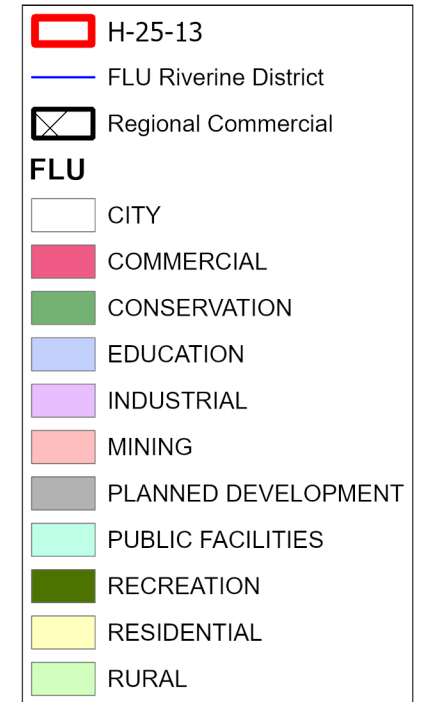 H-25-13
FLU Riverine District
Regional Commercial
FLU
CITY
COMMERCIAL
CONSERVATION
EDUCATION
INDUSTRIAL
MINING
PLANNED DEVELOPMENT
PUBLIC FACILITIES
RECREATION
RESIDENTIAL
RURAL